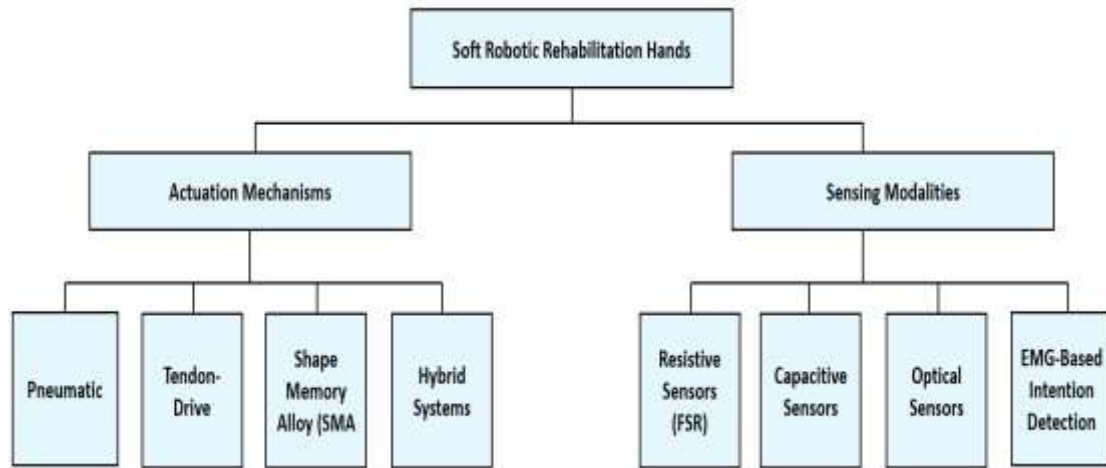 Soft Robotic Rehabilitation Hands
Actuation Mechanisms
Sensing Modalities
Pneumatic
Tendon-
Drive
Shape
Memory
Alloy (SMA
Hybrid
Systems
Resistive
Sensors
(FSR)
Capacitive
Sensors
Optical
Sensors
EMG-Based
Intention
Detection